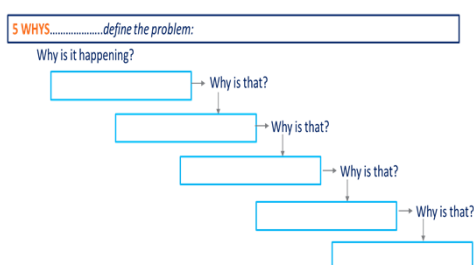 5 WHYS.....................define the problem:
Why is it happening?
Why is that?
Why is that?
Why is that?
Why is that?